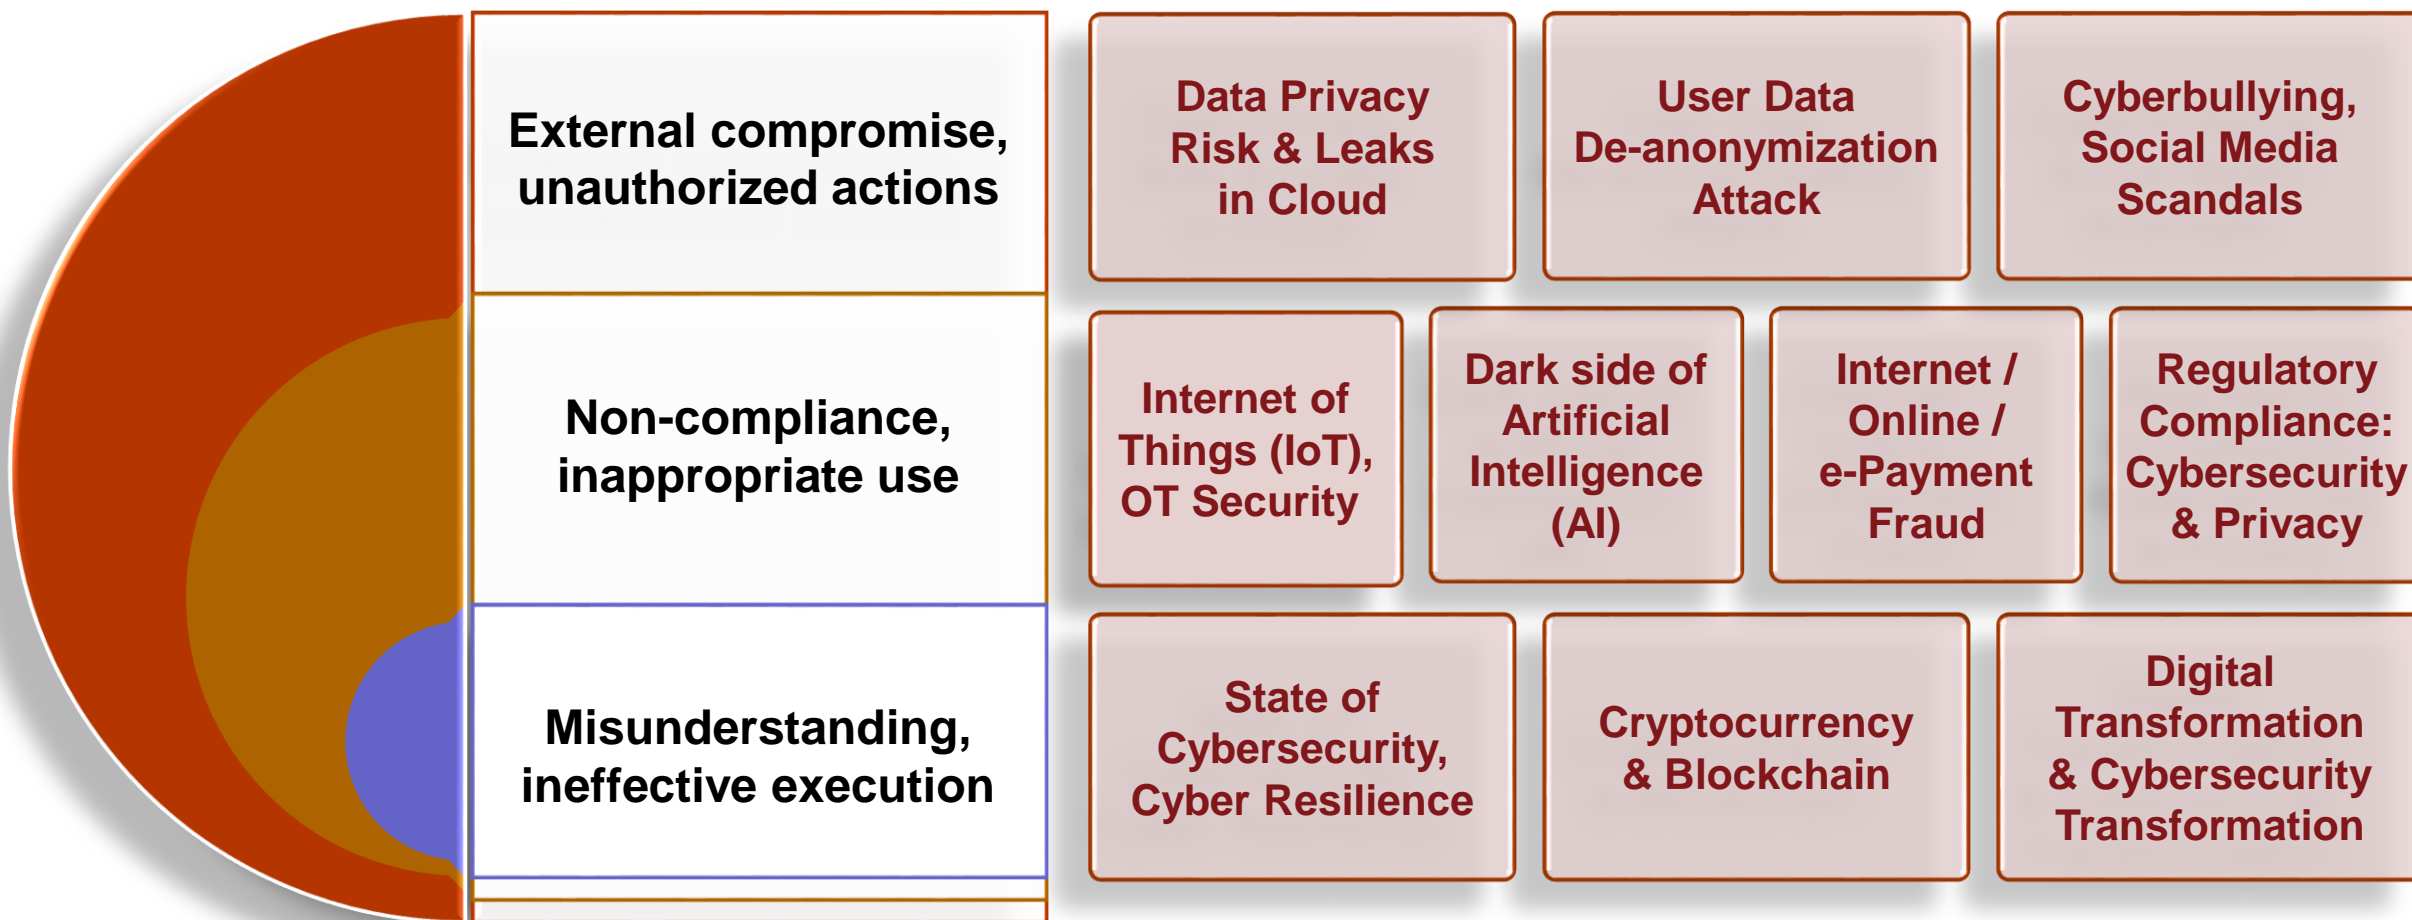 External compromise,
unauthorized actions
Data Privacy
Risk & Leaks
in Cloud
User Data
De-anonymization
Attack
Cyberbullying,
Social Media
Scandals
Non-compliance,
inappropriate use
Internet of
Things (IoT),
OT Security
Dark side of
Artificial
Intelligence
(AI)
Internet /
Online /
e-Payment
Fraud
Regulatory
Compliance:
Cybersecurity
& Privacy
Misunderstanding,
ineffective execution
State of
Cybersecurity,
Cyber Resilience
Cryptocurrency
& Blockchain
Digital
Transformation
& Cybersecurity
Transformation